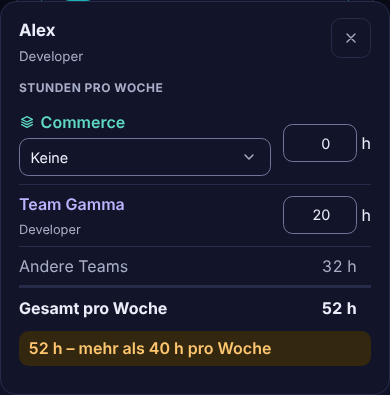 Alex
Developer
STUNDEN PRO WOCHE
Commerce
Keine
0 h
Team Gamma
Developer
20 h
Andere Teams 32 h
Gesamt pro Woche 52 h
52 h – mehr als 40 h pro Woche